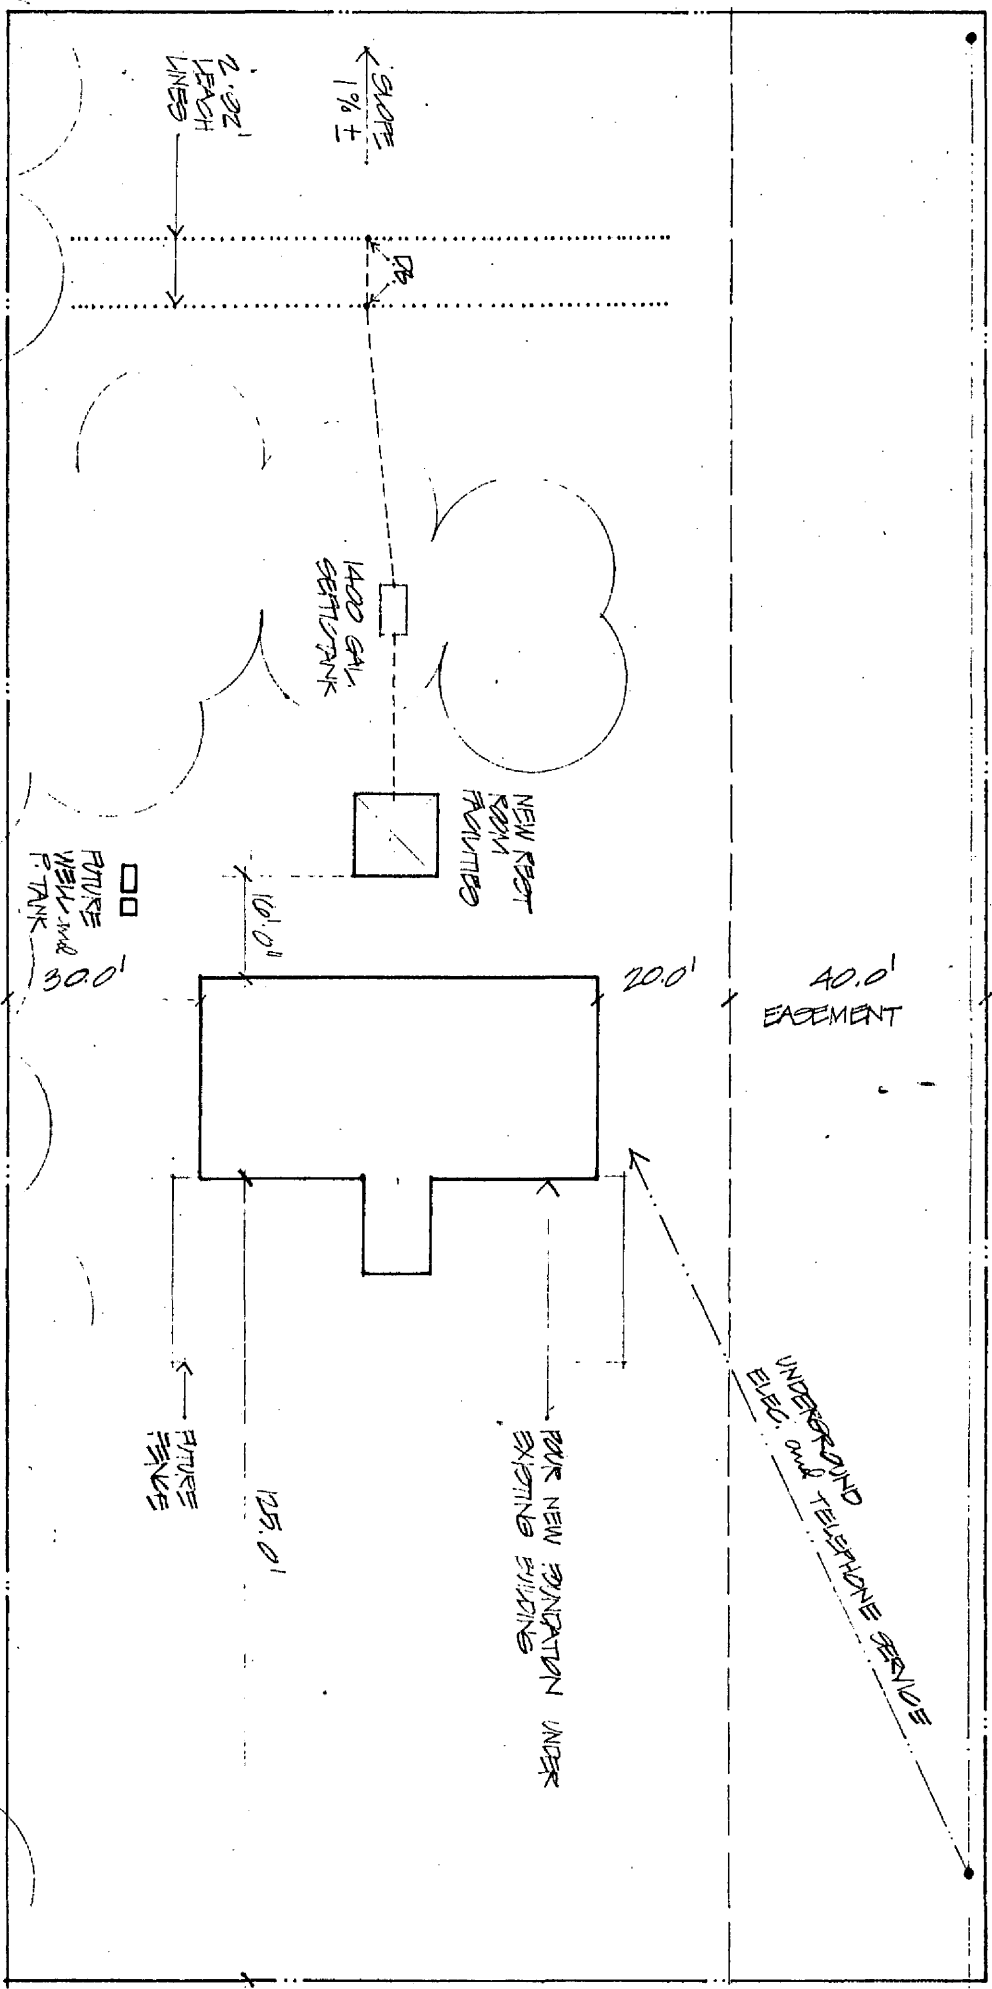 2-92'
LEACH
LINES
SLOPE
1% ±
DB
1400 GAL.
SEPTIC TANK
NEW REST
ROOM
FACILITIES
FUTURE
WELL and
P. TANK
16'.0"
30.0'
20.0'
40.0'
EASEMENT
UNDERGROUND
ELEC. and TELEPHONE SERVICE
POUR NEW FOUNDATION UNDER
EXISTING BUILDING
FUTURE
FENCE
125.0'